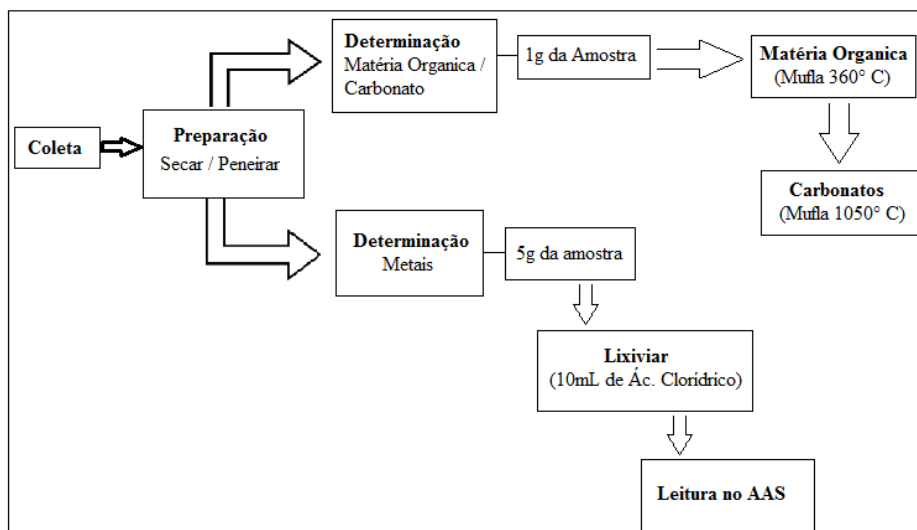 Coleta
Preparação
Secar / Peneirar
Determinação
Matéria Organica /
Carbonato
1g da Amostra
Matéria Organica
(Mufla 360° C)
Carbonatos
(Mufla 1050° C)
Determinação
Metais
5g da amostra
Lixiviar
(10mL de Ác. Clorídrico)
Leitura no AAS